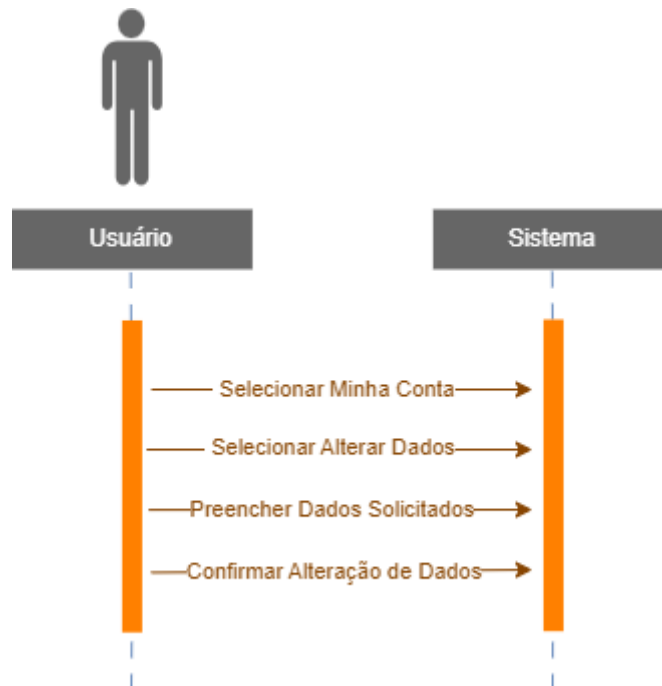 Usuário
Sistema
Selecionar Minha Conta
Selecionar Alterar Dados
Preencher Dados Solicitados
Confirmar Alteração de Dados